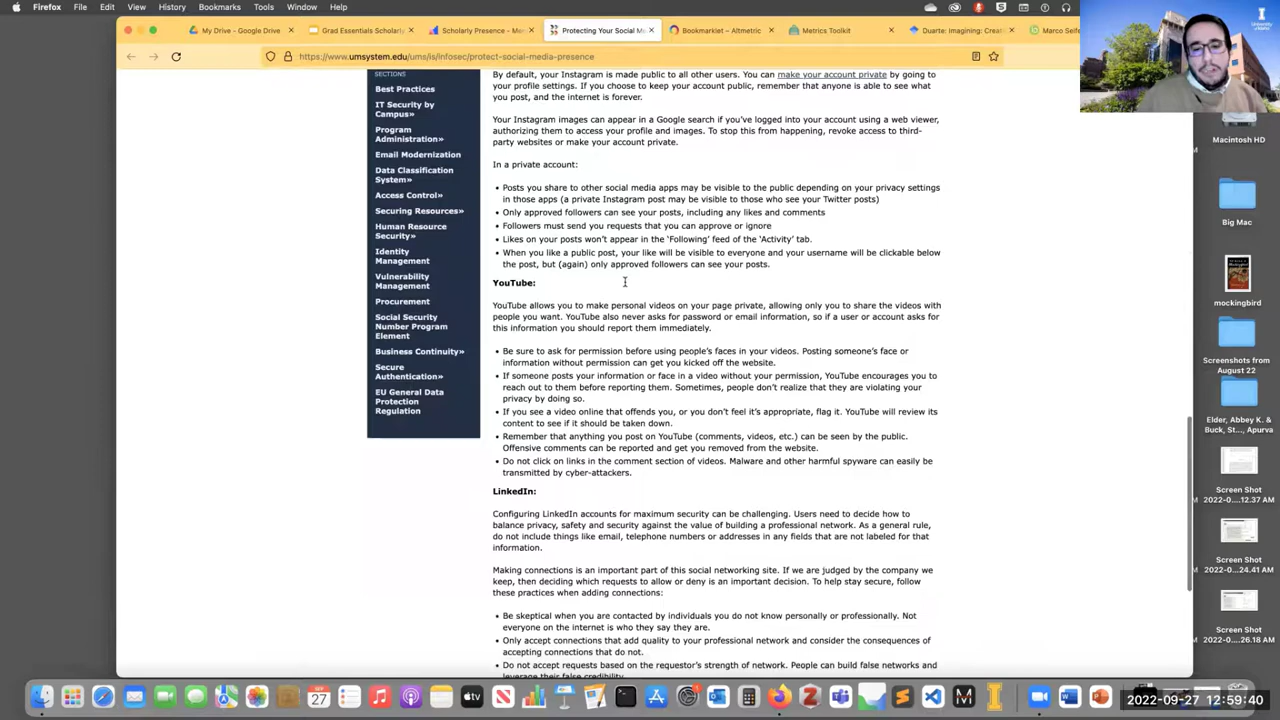 Firefox File Edit View History Bookmarks Tools Window Help
My Drive – Google Drive
Grad Essentials Scholarly
Scholarly Presence - Me
Protecting Your Social M
Bookmarklet – Altmetric
Metrics Toolkit
Duarte: Imagining: Creati
Marco Seife
https://www.umsystem.edu/ums/is/infosec/protect-social-media-presence
SECTIONS
Best Practices
IT Security by
Campus»
Program
Administration»
Email Modernization
Data Classification
System»
Access Control»
Securing Resources»
Human Resource
Security»
Identity
Management
Vulnerability
Management
Procurement
Social Security
Number Program
Element
Business Continuity»
Secure
Authentication»
EU General Data
Protection
Regulation
By default, your Instagram is made public to all other users. You can make your account private by going to
your profile settings. If you choose to keep your account public, remember that anyone is able to see what
you post, and the internet is forever.
Your Instagram images can appear in a Google search if you've logged into your account using a web viewer,
authorizing them to access your profile and images. To stop this from happening, revoke access to third-
party websites or make your account private.
In a private account:
• Posts you share to other social media apps may be visible to the public depending on your privacy settings
in those apps (a private Instagram post may be visible to those who see your Twitter posts)
• Only approved followers can see your posts, including any likes and comments
• Followers must send you requests that you can approve or ignore
• Likes on your posts won't appear in the 'Following' feed of the 'Activity' tab.
• When you like a public post, your like will be visible to everyone and your username will be clickable below
the post, but (again) only approved followers can see your posts.
YouTube:
YouTube allows you to make personal videos on your page private, allowing only you to share the videos with
people you want. YouTube also never asks for password or email information, so if a user or account asks for
this information you should report them immediately.
• Be sure to ask for permission before using people's faces in your videos. Posting someone's face or
information without permission can get you kicked off the website.
• If someone posts your information or face in a video without your permission, YouTube encourages you to
reach out to them before reporting them. Sometimes, people don't realize that they are violating your
privacy by doing so.
• If you see a video online that offends you, or you don't feel it's appropriate, flag it. YouTube will review its
content to see if it should be taken down.
• Remember that anything you post on YouTube (comments, videos, etc.) can be seen by the public.
Offensive comments can be reported and get you removed from the website.
• Do not click on links in the comment section of videos. Malware and other harmful spyware can easily be
transmitted by cyber-attackers.
LinkedIn:
Configuring LinkedIn accounts for maximum security can be challenging. Users need to decide how to
balance privacy, safety and security against the value of building a professional network. As a general rule,
do not include things like email, telephone numbers or addresses in any fields that are not labeled for that
information.
Making connections is an important part of this social networking site. If we are judged by the company we
keep, then deciding which requests to allow or deny is an important decision. To help stay secure, follow
these practices when adding connections:
• Be skeptical when you are contacted by individuals you do not know personally or professionally. Not
everyone on the internet is who they say they are.
• Only accept connections that add quality to your professional network and consider the consequences of
accepting connections that do not.
• Do not accept requests based on the requestor's strength of network. People can build false networks and
leverage their false credibility.
Macintosh HD
Big Mac
mockingbird
Screenshots from
August 22
Elder, Abbey K. &
Buck, St..., Apurva
Screen Shot
2022-0....12.37 AM
Screen Shot
2022-0...24.41 AM
Screen Shot
2022-0...26.18 AM
SEP
27
2022-09-27 12:59:40